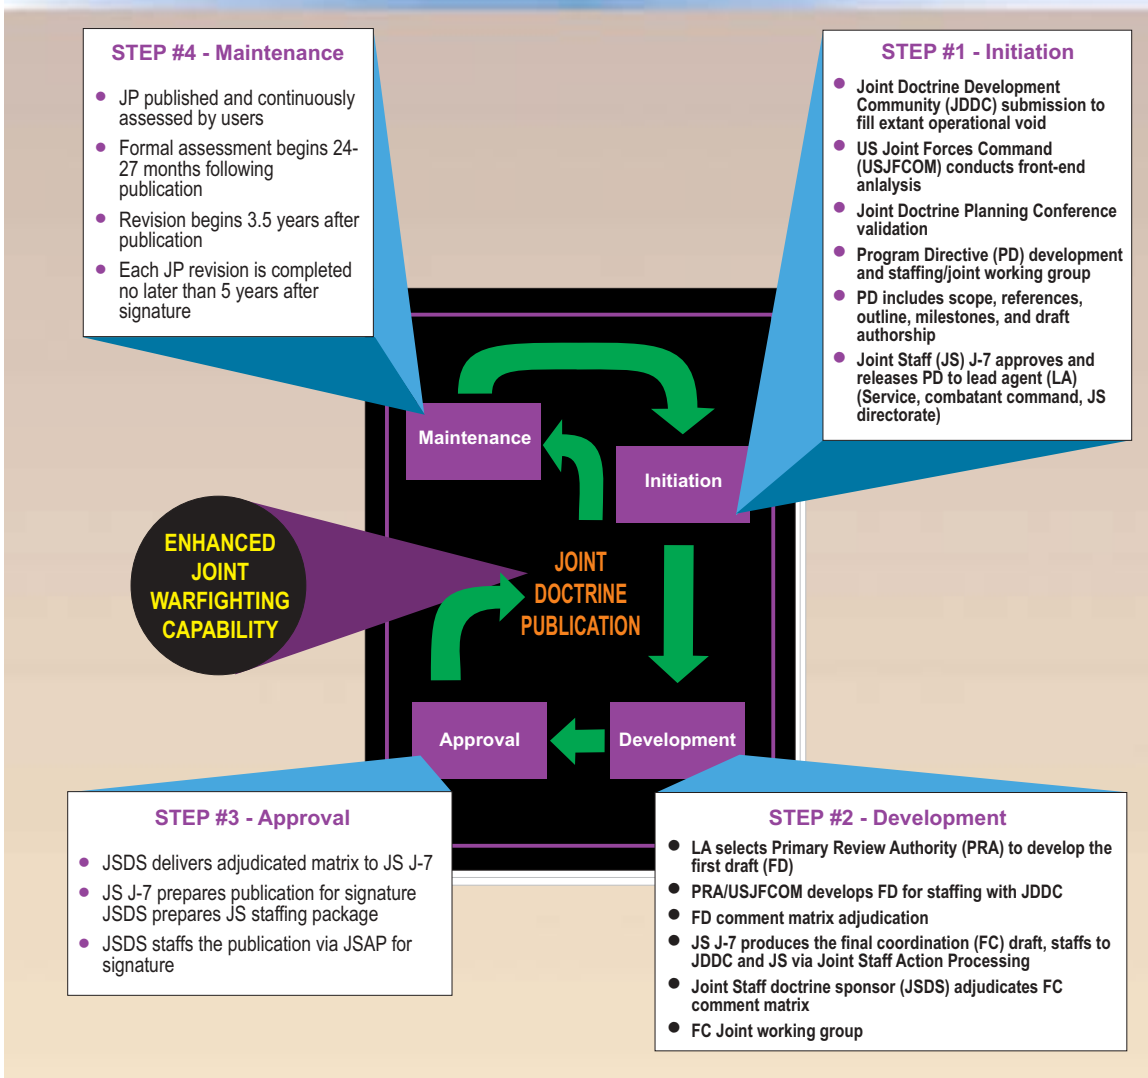 STEP #4 - Maintenance
• JP published and continuously
assessed by users
• Formal assessment begins 24-
27 months following
publication
• Revision begins 3.5 years after
publication
• Each JP revision is completed
no later than 5 years after
signature
STEP #1 - Initiation
• Joint Doctrine Development
Community (JDDC) submission to
fill extant operational void
• US Joint Forces Command
(USJFCOM) conducts front-end
anlalysis
• Joint Doctrine Planning Conference
validation
• Program Directive (PD) development
and staffing/joint working group
• PD includes scope, references,
outline, milestones, and draft
authorship
• Joint Staff (JS) J-7 approves and
releases PD to lead agent (LA)
(Service, combatant command, JS
directorate)
Maintenance
Initiation
ENHANCED
JOINT
WARFIGHTING
CAPABILITY
JOINT
DOCTRINE
PUBLICATION
Approval
Development
STEP #3 - Approval
• JSDS delivers adjudicated matrix to JS J-7
• JS J-7 prepares publication for signature
JSDS prepares JS staffing package
• JSDS staffs the publication via JSAP for
signature
STEP #2 - Development
• LA selects Primary Review Authority (PRA) to develop the
first draft (FD)
• PRA/USJFCOM develops FD for staffing with JDDC
• FD comment matrix adjudication
• JS J-7 produces the final coordination (FC) draft, staffs to
JDDC and JS via Joint Staff Action Processing
• Joint Staff doctrine sponsor (JSDS) adjudicates FC
comment matrix
• FC Joint working group